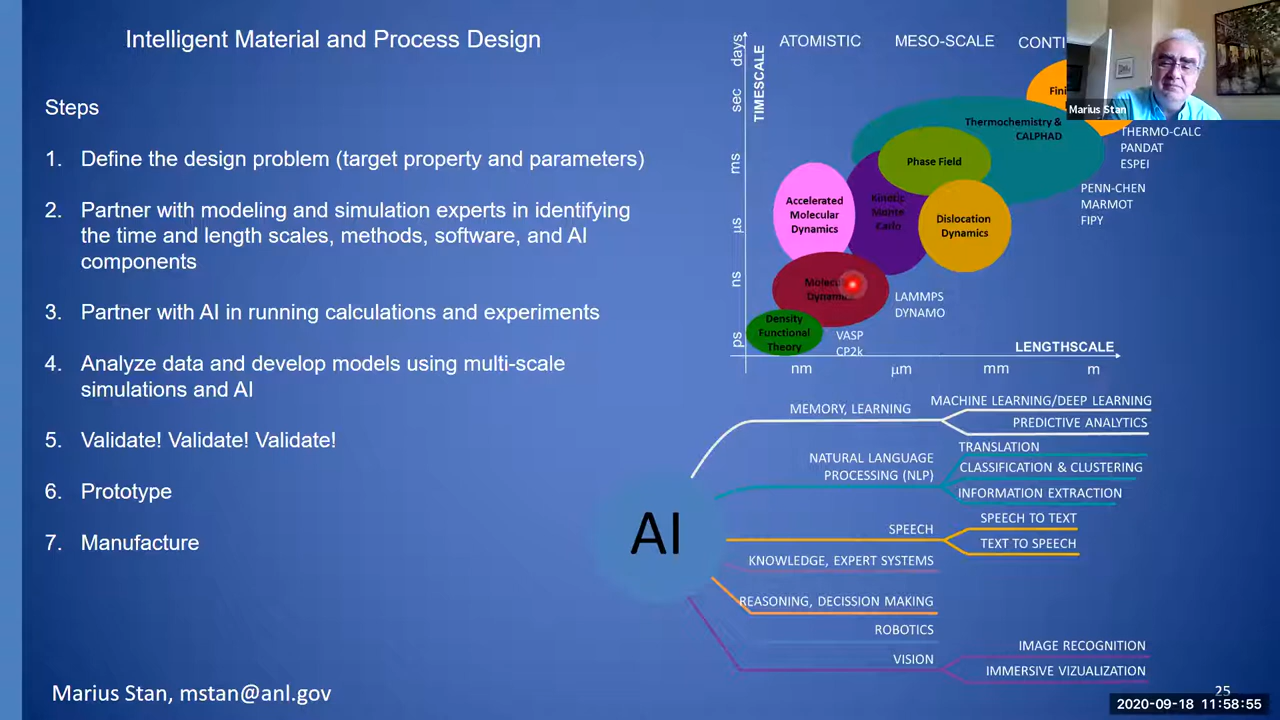 Intelligent Material and Process Design
Steps
1. Define the design problem (target property and parameters)
2. Partner with modeling and simulation experts in identifying
the time and length scales, methods, software, and AI
components
3. Partner with AI in running calculations and experiments
4. Analyze data and develop models using multi-scale
simulations and AI
5. Validate! Validate! Validate!
6. Prototype
7. Manufacture
Marius Stan, mstan@anl.gov
ATOMISTIC
MESO-SCALE
TIMESCALE
days
sec
ms
µs
ns
ps
Marius Stan
Thermochemistry &
CALPHAD
THERMO-CALC
PANDAT
ESPEI
Phase Field
PENN-CHEN
MARMOT
FIPY
Accelerated
Molecular
Dynamics
Kinetic
Monte
Carlo
Dislocation
Dynamics
LAMMPS
DYNAMO
Density
Functional
Theory
VASP
CP2k
LENGTHSCALE
nm
µm
mm
m
AI
MEMORY, LEARNING
MACHINE LEARNING/DEEP LEARNING
PREDICTIVE ANALYTICS
NATURAL LANGUAGE
PROCESSING (NLP)
TRANSLATION
CLASSIFICATION & CLUSTERING
INFORMATION EXTRACTION
SPEECH
SPEECH TO TEXT
TEXT TO SPEECH
KNOWLEDGE, EXPERT SYSTEMS
REASONING, DECISSION MAKING
ROBOTICS
VISION
IMAGE RECOGNITION
IMMERSIVE VIZUALIZATION
25
2020-09-18 11:58:55